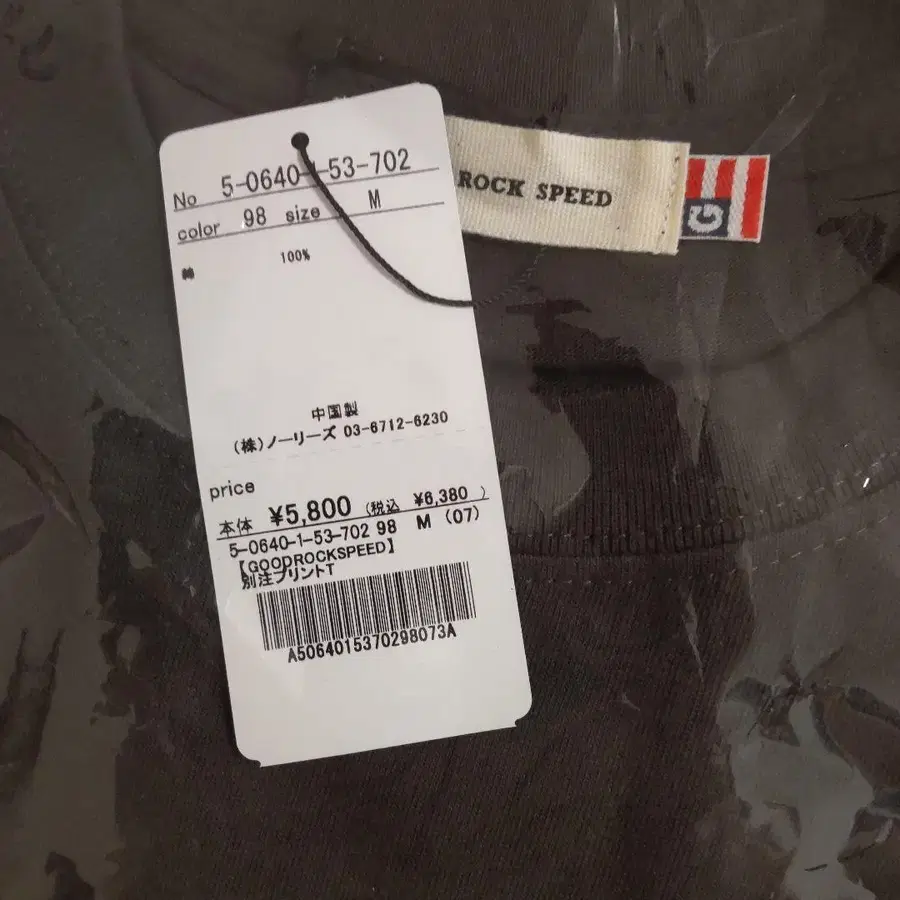 No 5-0640-1-53-702
color 98 size M
綿 100%
中国製
(株)ノーリーズ 03-6712-6230
price
本体 ¥5,800 (税込 ¥6,380 )
5-0640-1-53-702 98 M (07)
【GOODROCKSPEED】
別注プリントT
A5064015370298073A
ROCK SPEED
G